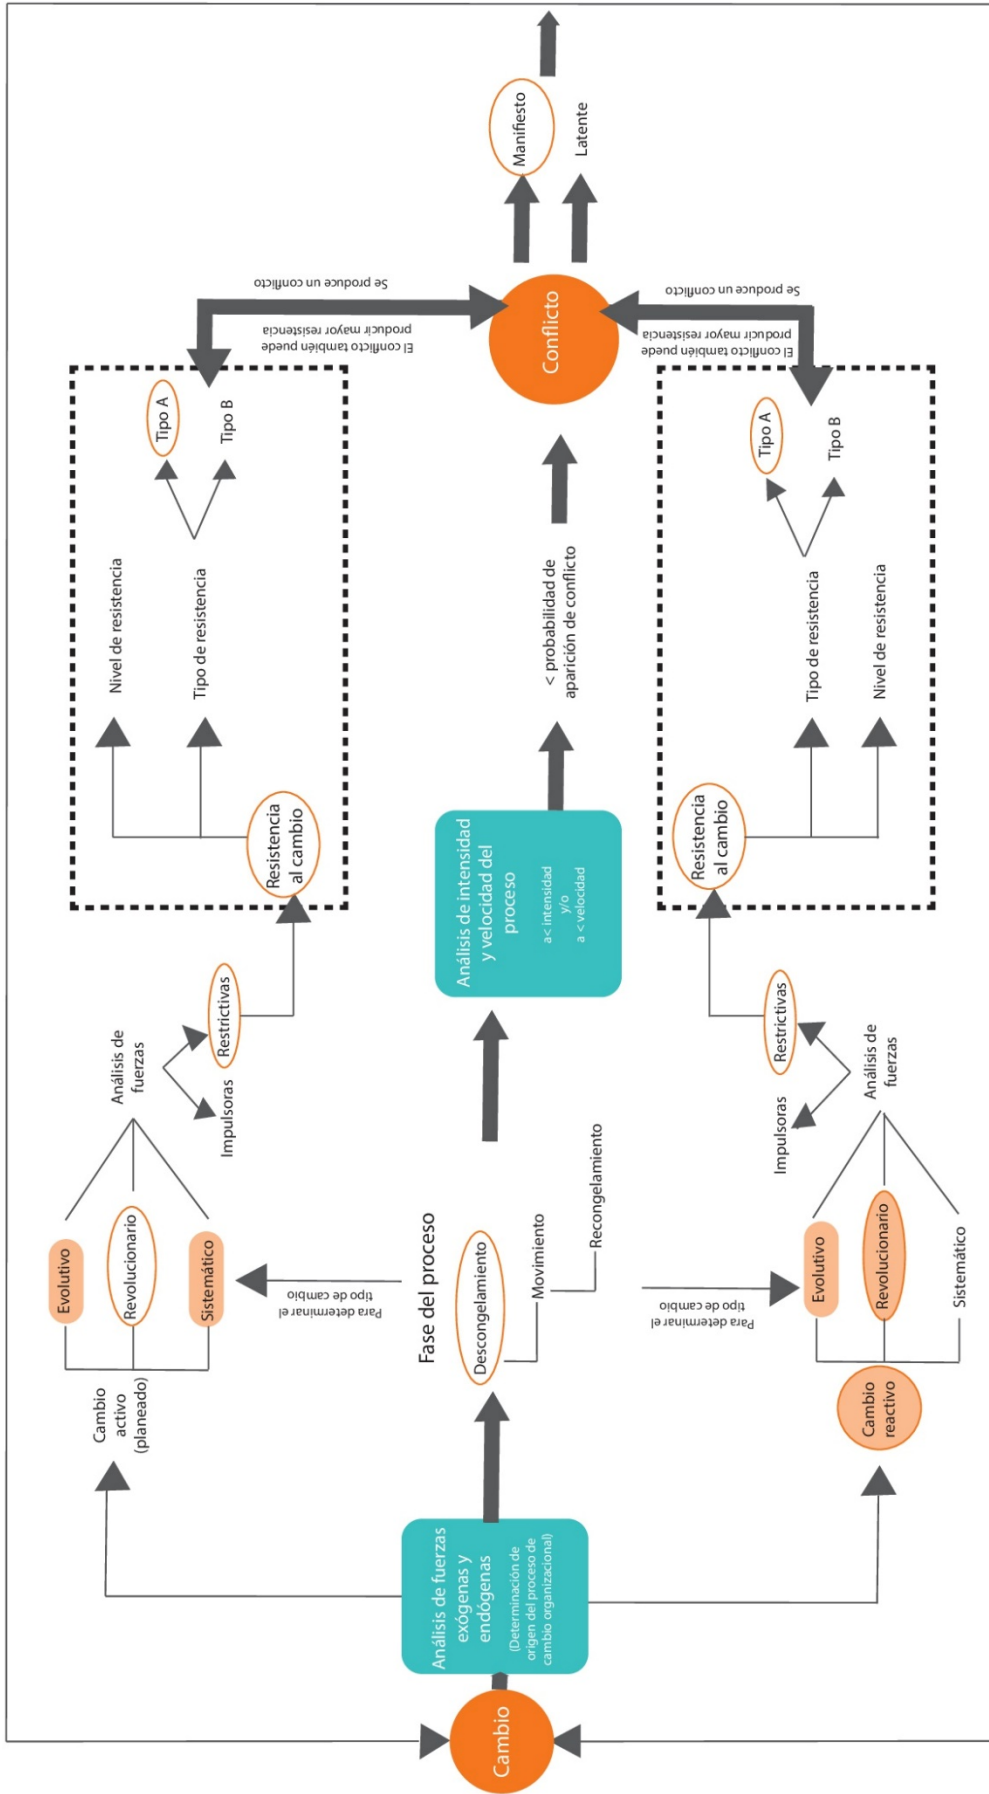 Cambio
Análisis de fuerzas
exógenas y
endógenas
(Determinación de
origen del proceso de
cambio organizacional)
Cambio
activo
(planeado)
Evolutivo
Revolucionario
Sistemático
Análisis de
fuerzas
Impulsoras
Restrictivas
Resistencia
al cambio
Nivel de resistencia
Tipo de resistencia
Tipo A
Tipo B
El conflicto también puede
producir mayor resistencia
Se produce un conflicto
Para determinar el
tipo de cambio
Fase del proceso
Descongelamiento
Movimiento
Recongelamiento
Análisis de intensidad
y velocidad del
proceso
a< intensidad
y/o
a < velocidad
< probabilidad de
aparición de conflicto
Conflicto
Manifiesto
Latente
Para determinar el
tipo de cambio
Cambio
reactivo
Evolutivo
Revolucionario
Sistemático
Análisis de
fuerzas
Impulsoras
Restrictivas
Resistencia
al cambio
Tipo de resistencia
Nivel de resistencia
Tipo A
Tipo B
El conflicto también puede
producir mayor resistencia
Se produce un conflicto